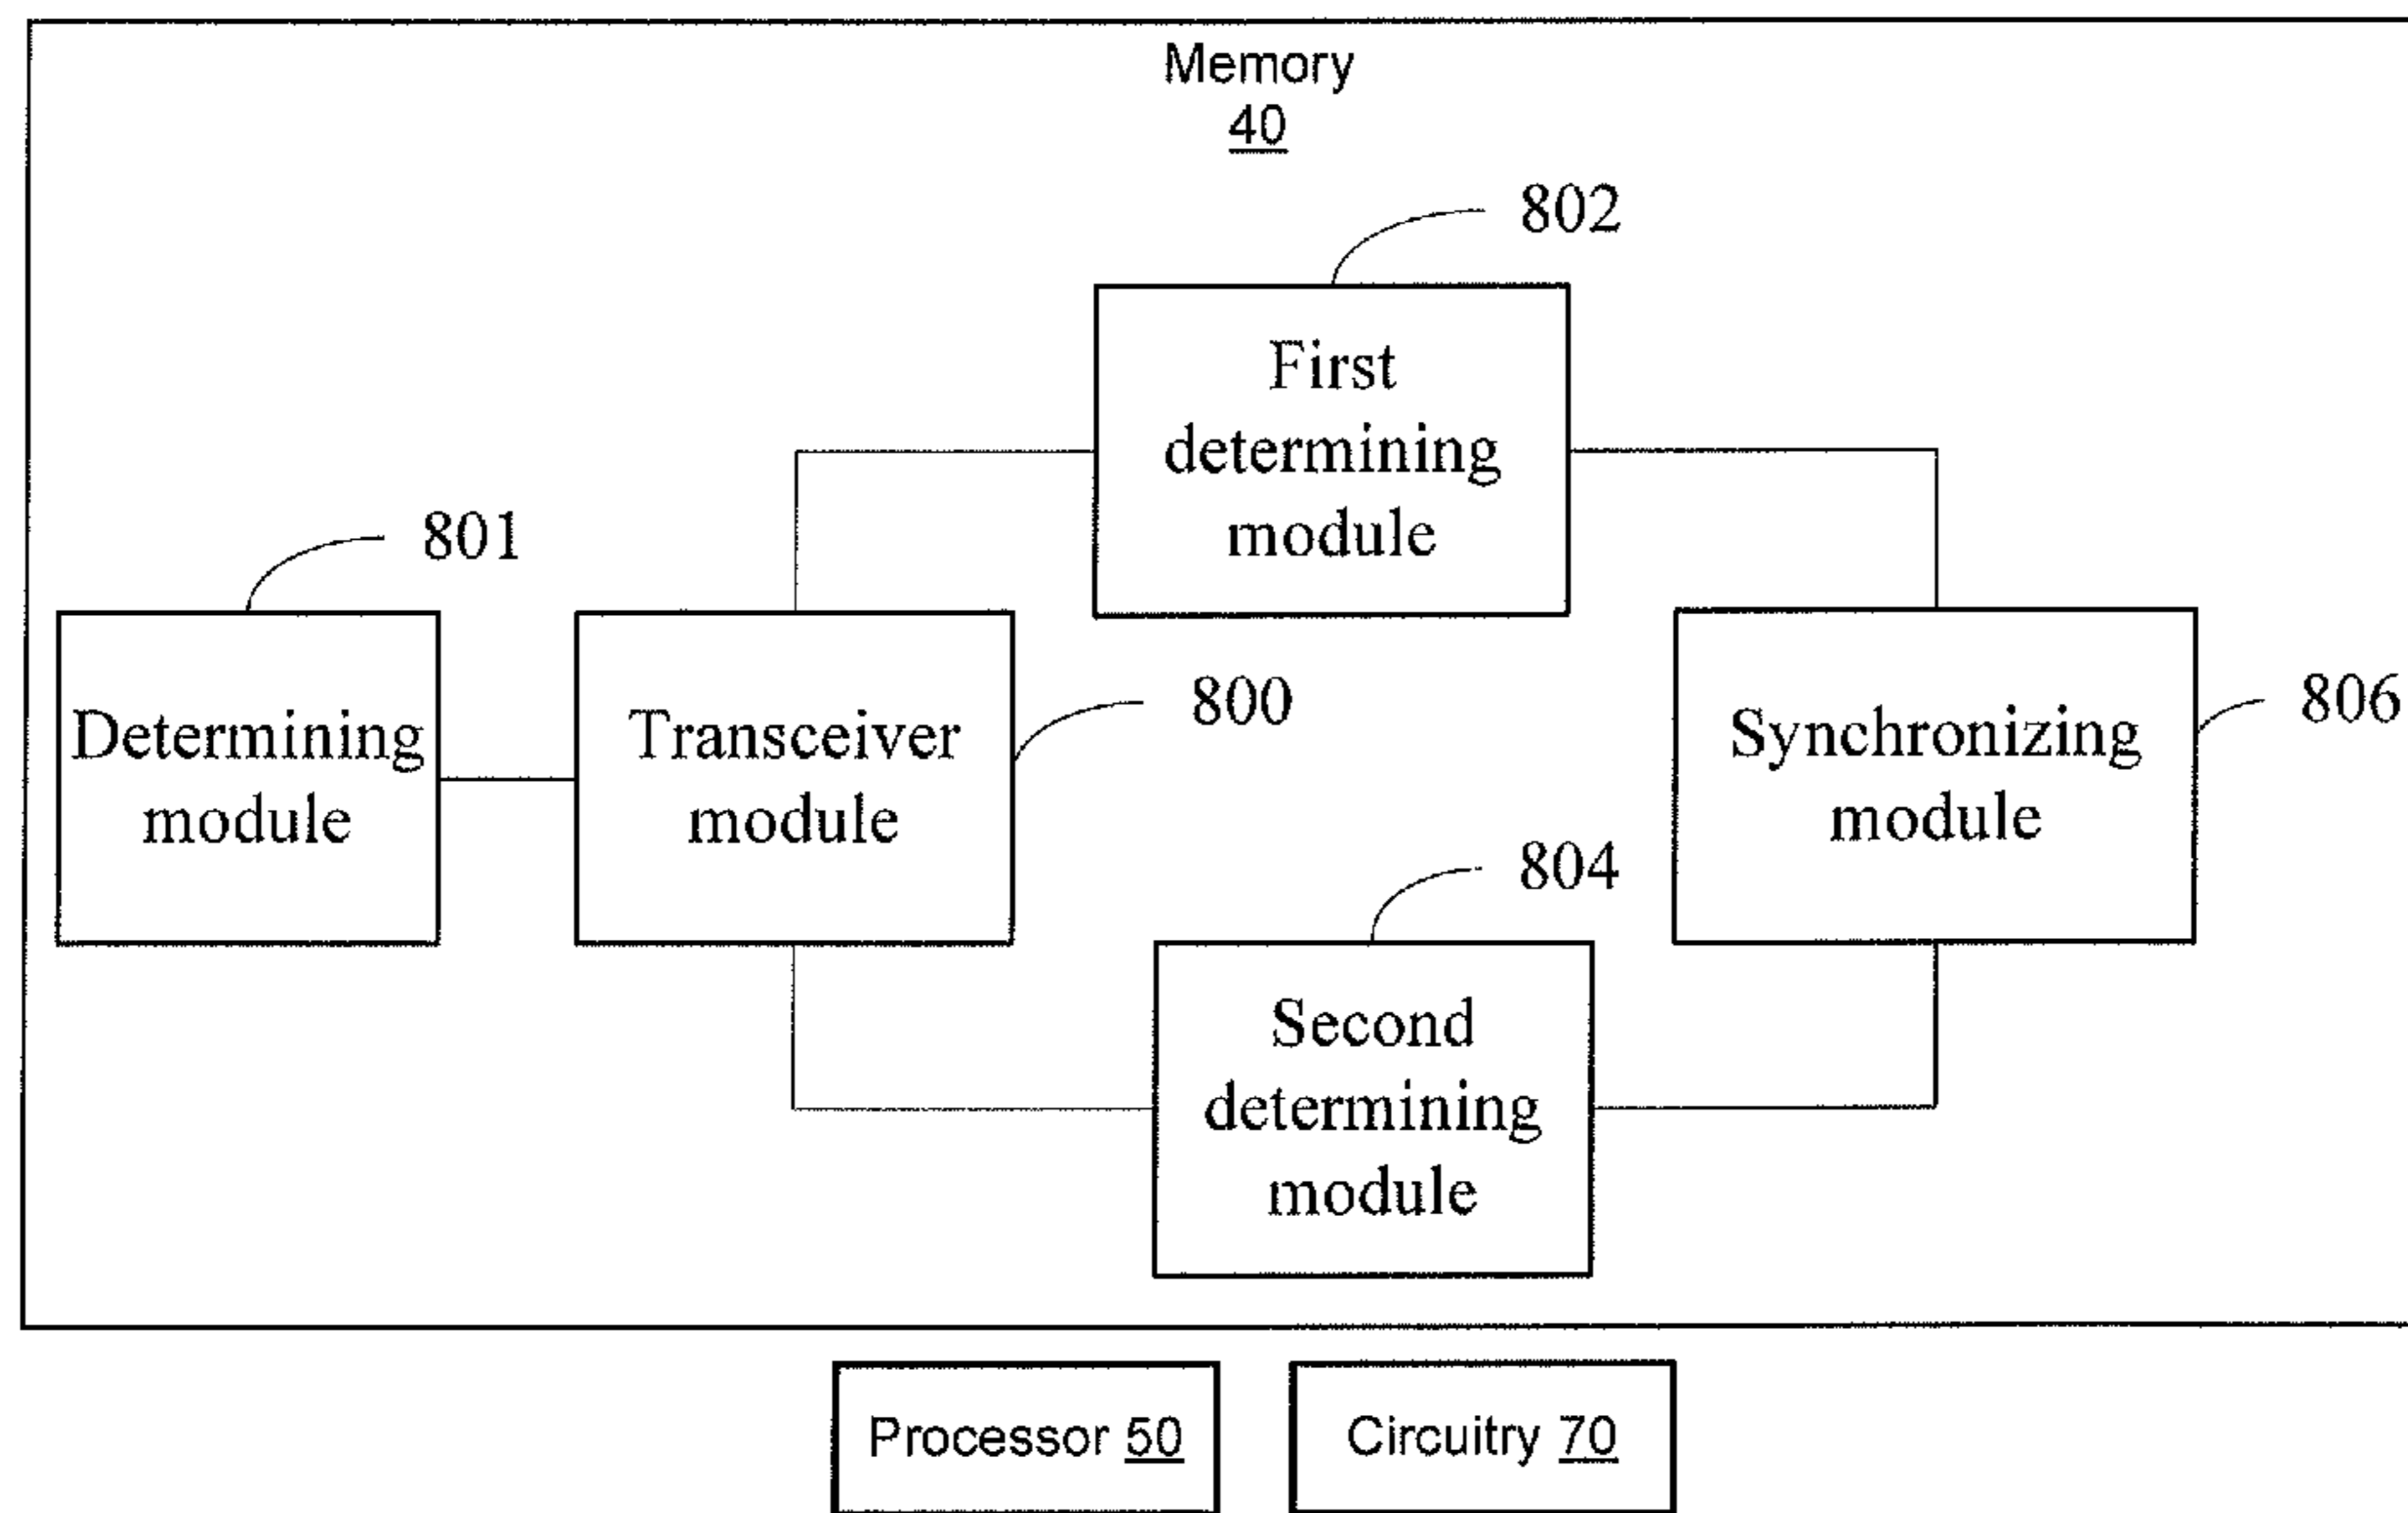 Memory
40
802
First
determining
module
801
Determining
module
Transceiver
module
800
Synchronizing
module
806
804
Second
determining
module
Processor 50
Circuitry 70